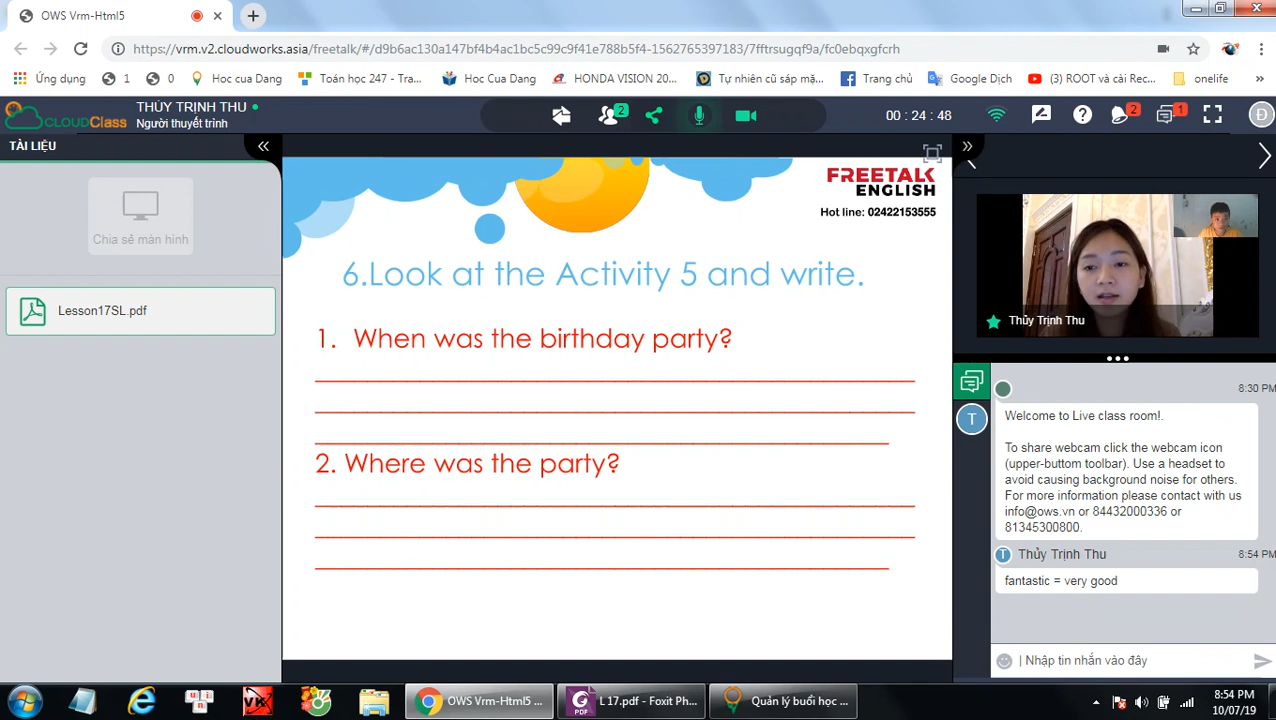 OWS Vrm-Html5
https://vrm.v2.cloudworks.asia/freetalk/#/d9b6ac130a147bf4b4ac1bc5c99c9f41e788b5f4-1562765397183/7fftrsugqf9a/fc0ebqxgfcrh
Ứng dụng
1
0
Hoc cua Dang
Toán học 247 - Tra...
Học Cua Dang
HONDA VISION 20...
Tự nhiên cũ sáp mặ...
Trang chủ
Google Dịch
(3) ROOT và cài Rec...
onelife
CLOUDClass
THỦY TRỊNH THU
Người thuyết trình
2
00 : 24 : 48
2
1
Đ
TÀI LIỆU
Chia sẻ màn hình
Lesson17SL.pdf
FREETALK
ENGLISH
Hot line: 02422153555
6.Look at the Activity 5 and write.
1. When was the birthday party?
2. Where was the party?
Thủy Trịnh Thu
8:30 PM
T
Welcome to Live class room!.
To share webcam click the webcam icon
(upper-buttom toolbar). Use a headset to
avoid causing background noise for others.
For more information please contact with us
info@ows.vn or 84432000336 or
81345300800.
T
Thủy Trịnh Thu
8:54 PM
fantastic = very good
Nhập tin nhắn vào đây
OWS Vrm-Html5 ...
L 17.pdf - Foxit Ph...
Quản lý buổi học ...
8:54 PM
10/07/19